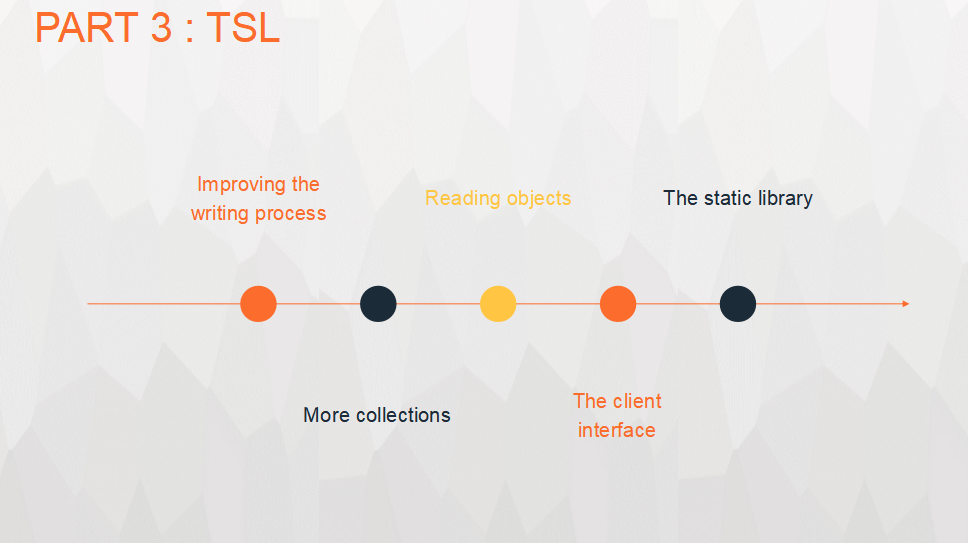 PART 3 : TSL
Improving the
writing process
More collections
Reading objects
The client
interface
The static library